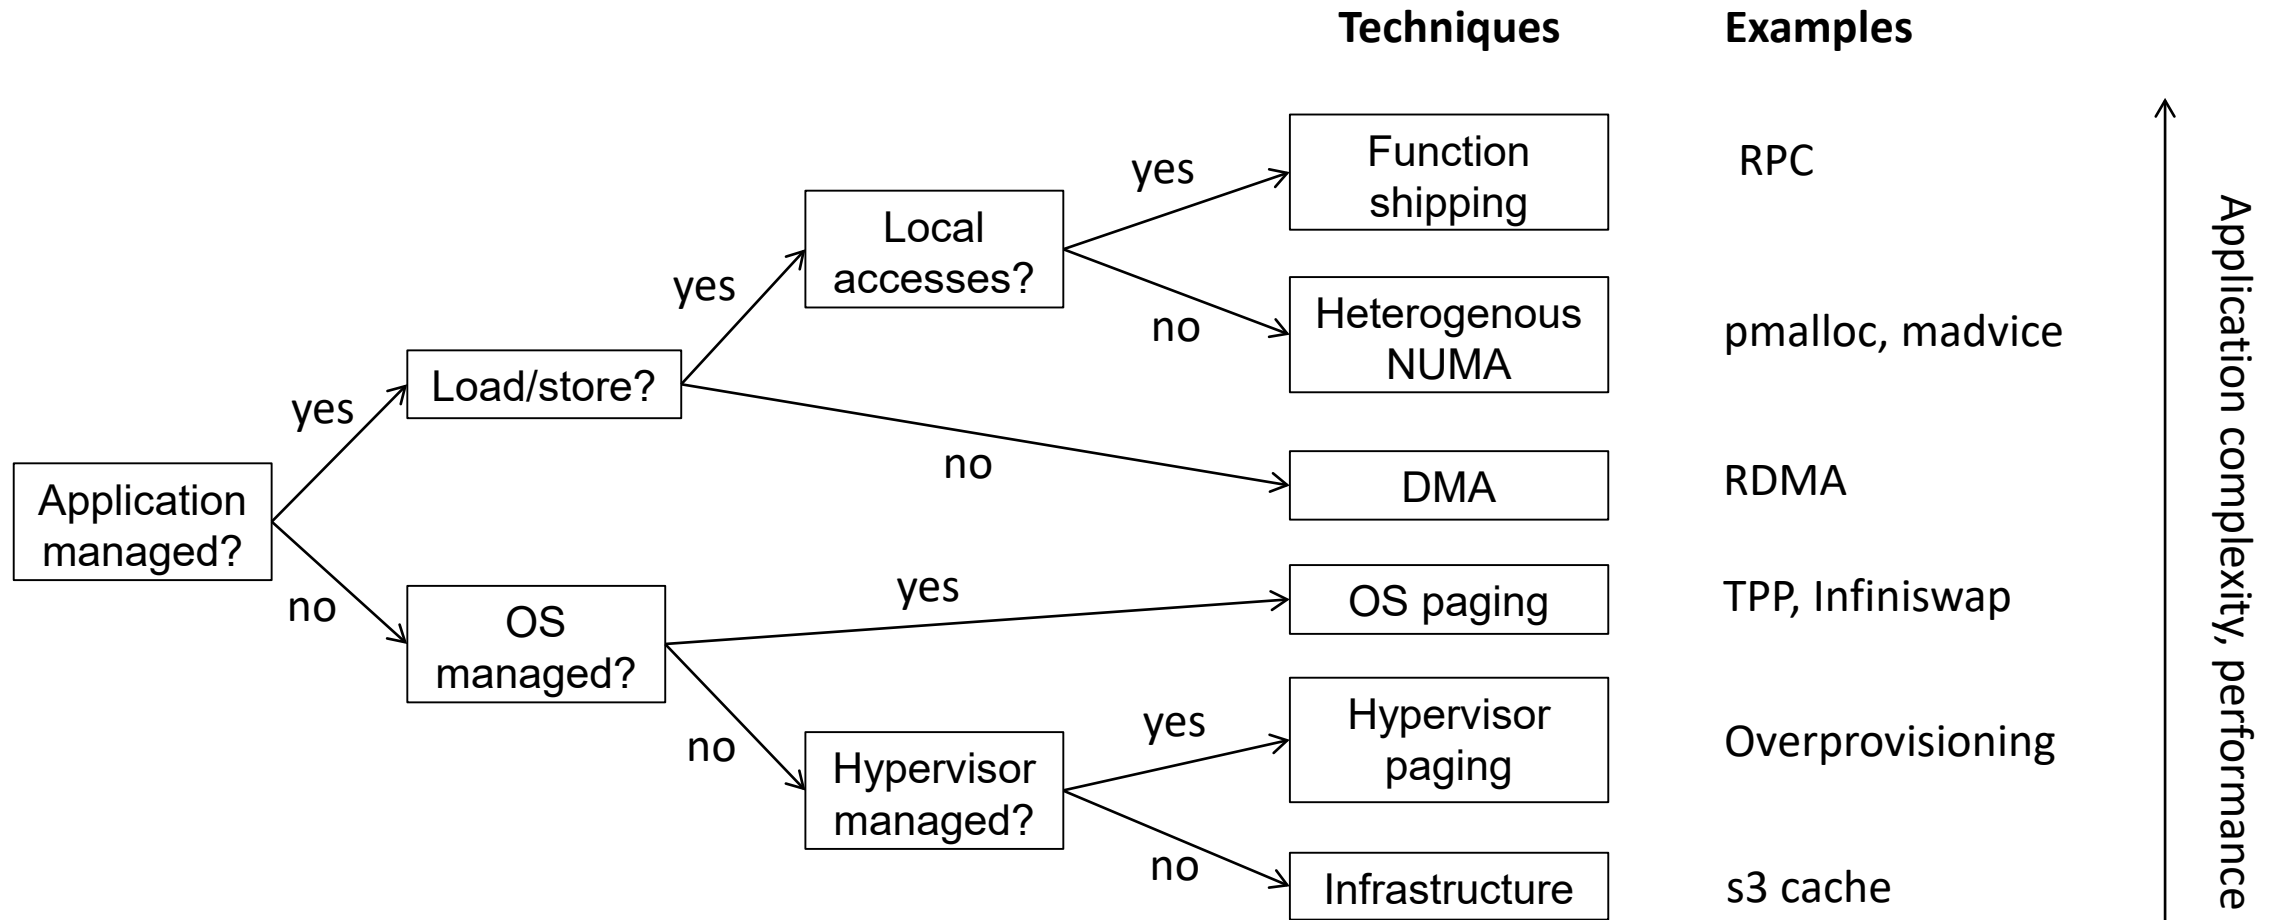 Techniques
Examples
Function
shipping
RPC
yes
Local
accesses?
yes
no
Heterogenous
NUMA
pmalloc, madvice
Load/store?
yes
no
DMA
RDMA
Application
managed?
no
OS
managed?
yes
OS paging
TPP, Infiniswap
no
Hypervisor
managed?
yes
Hypervisor
paging
Overprovisioning
no
Infrastructure
s3 cache
Application complexity, performance